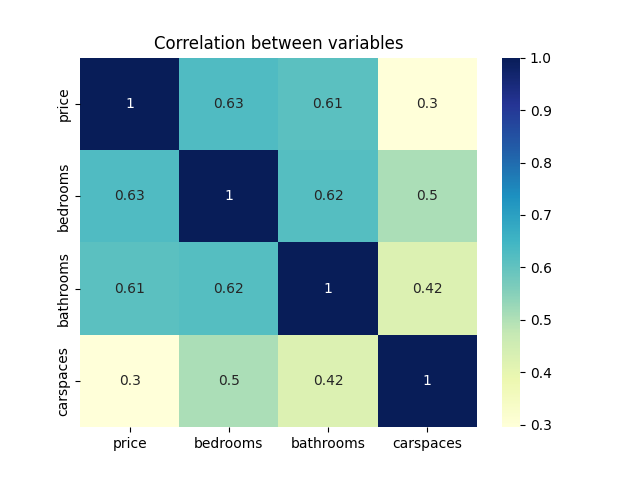 Correlation between variables
price 1 0.63 0.61 0.3
bedrooms 0.63 1 0.62 0.5
bathrooms 0.61 0.62 1 0.42
carspaces 0.3 0.5 0.42 1
price bedrooms bathrooms carspaces
1.0
0.9
0.8
0.7
0.6
0.5
0.4
0.3